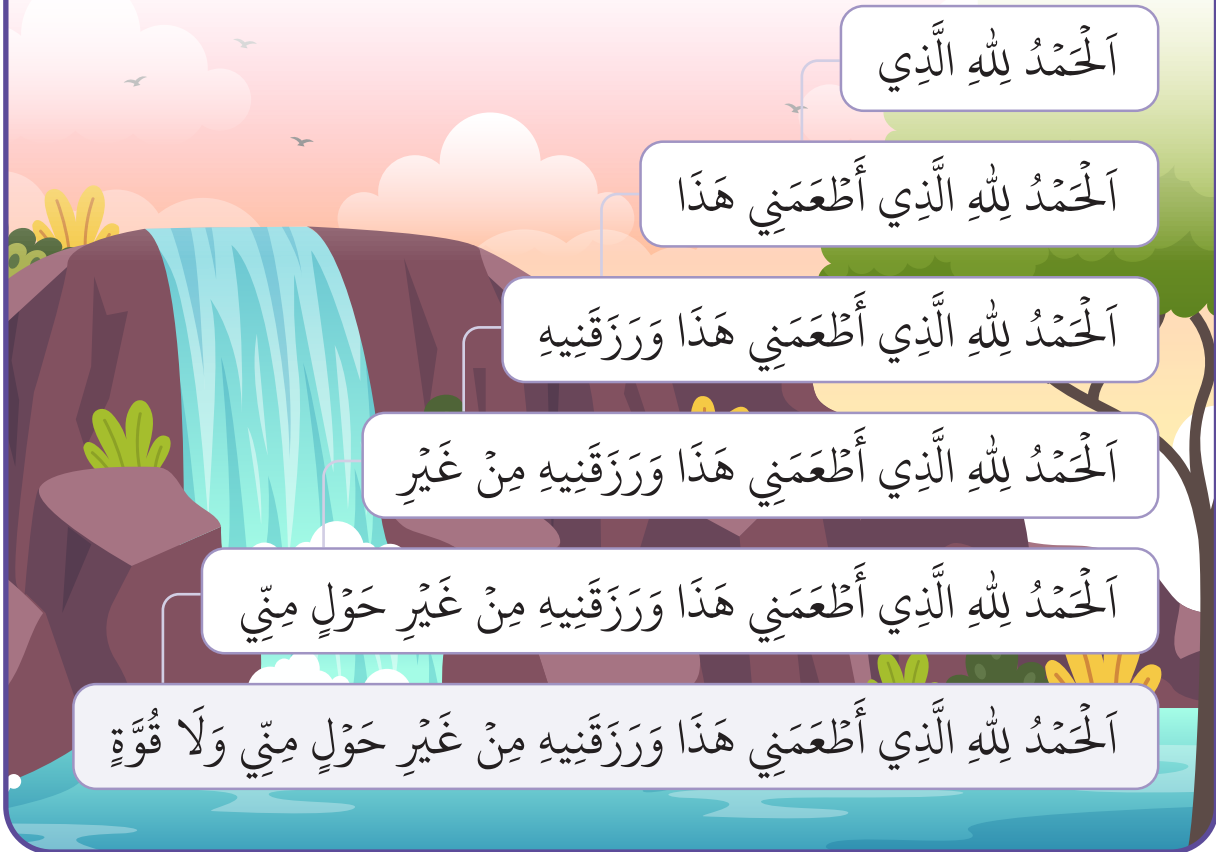 اَلْحَمْدُ لِلّٰهِ الَّذِي
اَلْحَمْدُ لِلّٰهِ الَّذِي أَطْعَمَنِي هَذَا
اَلْحَمْدُ لِلّٰهِ الَّذِي أَطْعَمَنِي هَذَا وَرَزَقَنِيهِ
اَلْحَمْدُ لِلّٰهِ الَّذِي أَطْعَمَنِي هَذَا وَرَزَقَنِيهِ مِنْ غَيْرِ
اَلْحَمْدُ لِلّٰهِ الَّذِي أَطْعَمَنِي هَذَا وَرَزَقَنِيهِ مِنْ غَيْرِ حَوْلٍ مِنِّي
اَلْحَمْدُ لِلّٰهِ الَّذِي أَطْعَمَنِي هَذَا وَرَزَقَنِيهِ مِنْ غَيْرِ حَوْلٍ مِنِّي وَلَا قُوَّةٍ